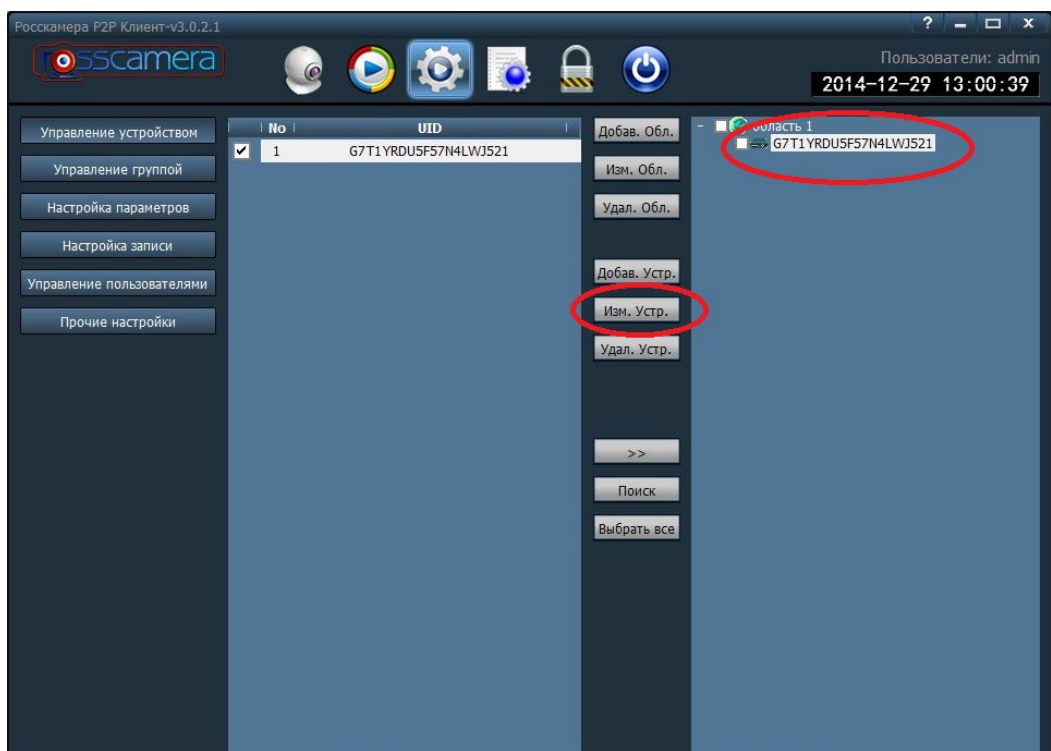 Росскамера P2P Клиент-v3.0.2.1
rosscamera
Пользователи: admin
2014-12-29 13:00:39
Управление устройством
Управление группой
Настройка параметров
Настройка записи
Управление пользователями
Прочие настройки
No UID
1 G7T1YRDU5F57N4LWJ521
Добав. Обл.
Изм. Обл.
Удал. Обл.
Добав. Устр.
Изм. Устр.
Удал. Устр.
>>
Поиск
Выбрать все
Область 1
G7T1YRDU5F57N4LWJ521